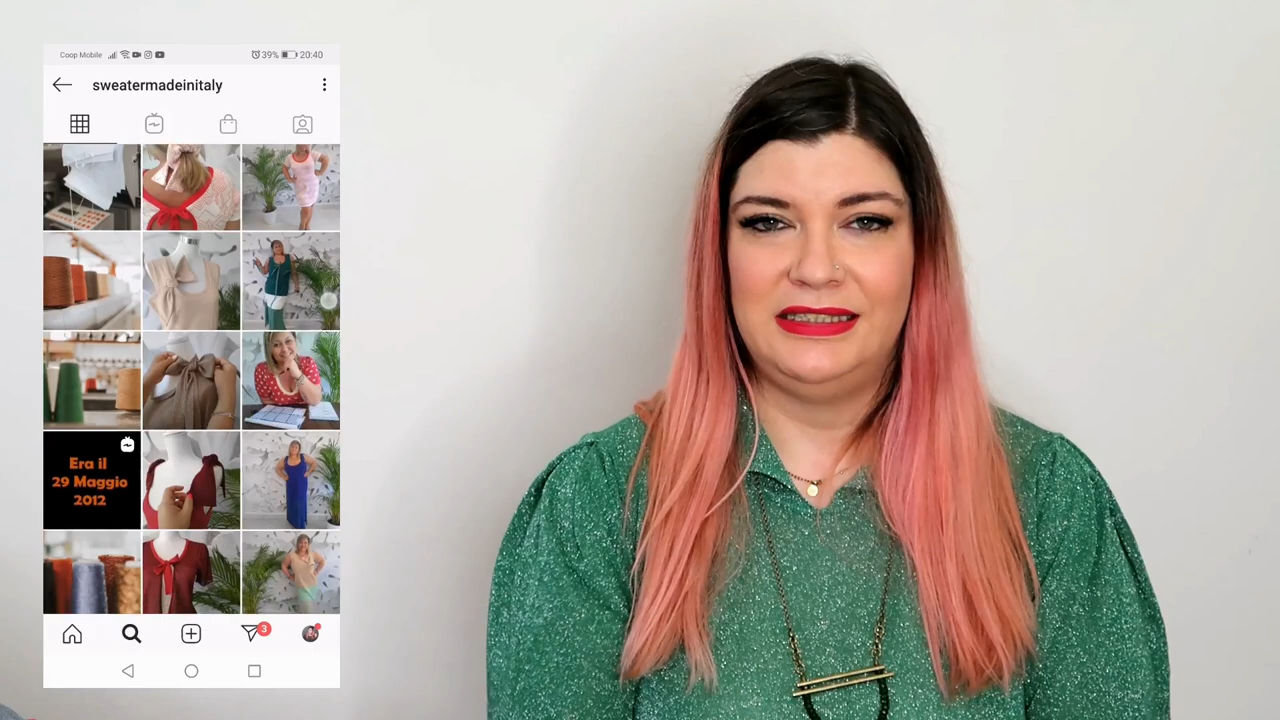 Coop Mobile
39%
20:40
sweatermadeinitaly
Era il
29 Maggio
2012
3